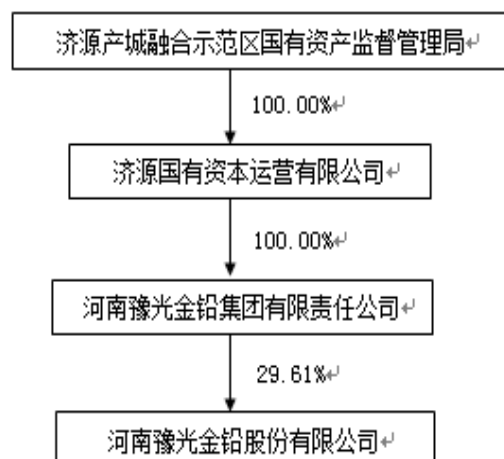 济源产城融合示范区国有资产监督管理局↵
100.00%↵
济源国有资本运营有限公司↵
100.00%↵
河南豫光金铅集团有限责任公司↵
29.61%↵
河南豫光金铅股份有限公司↵